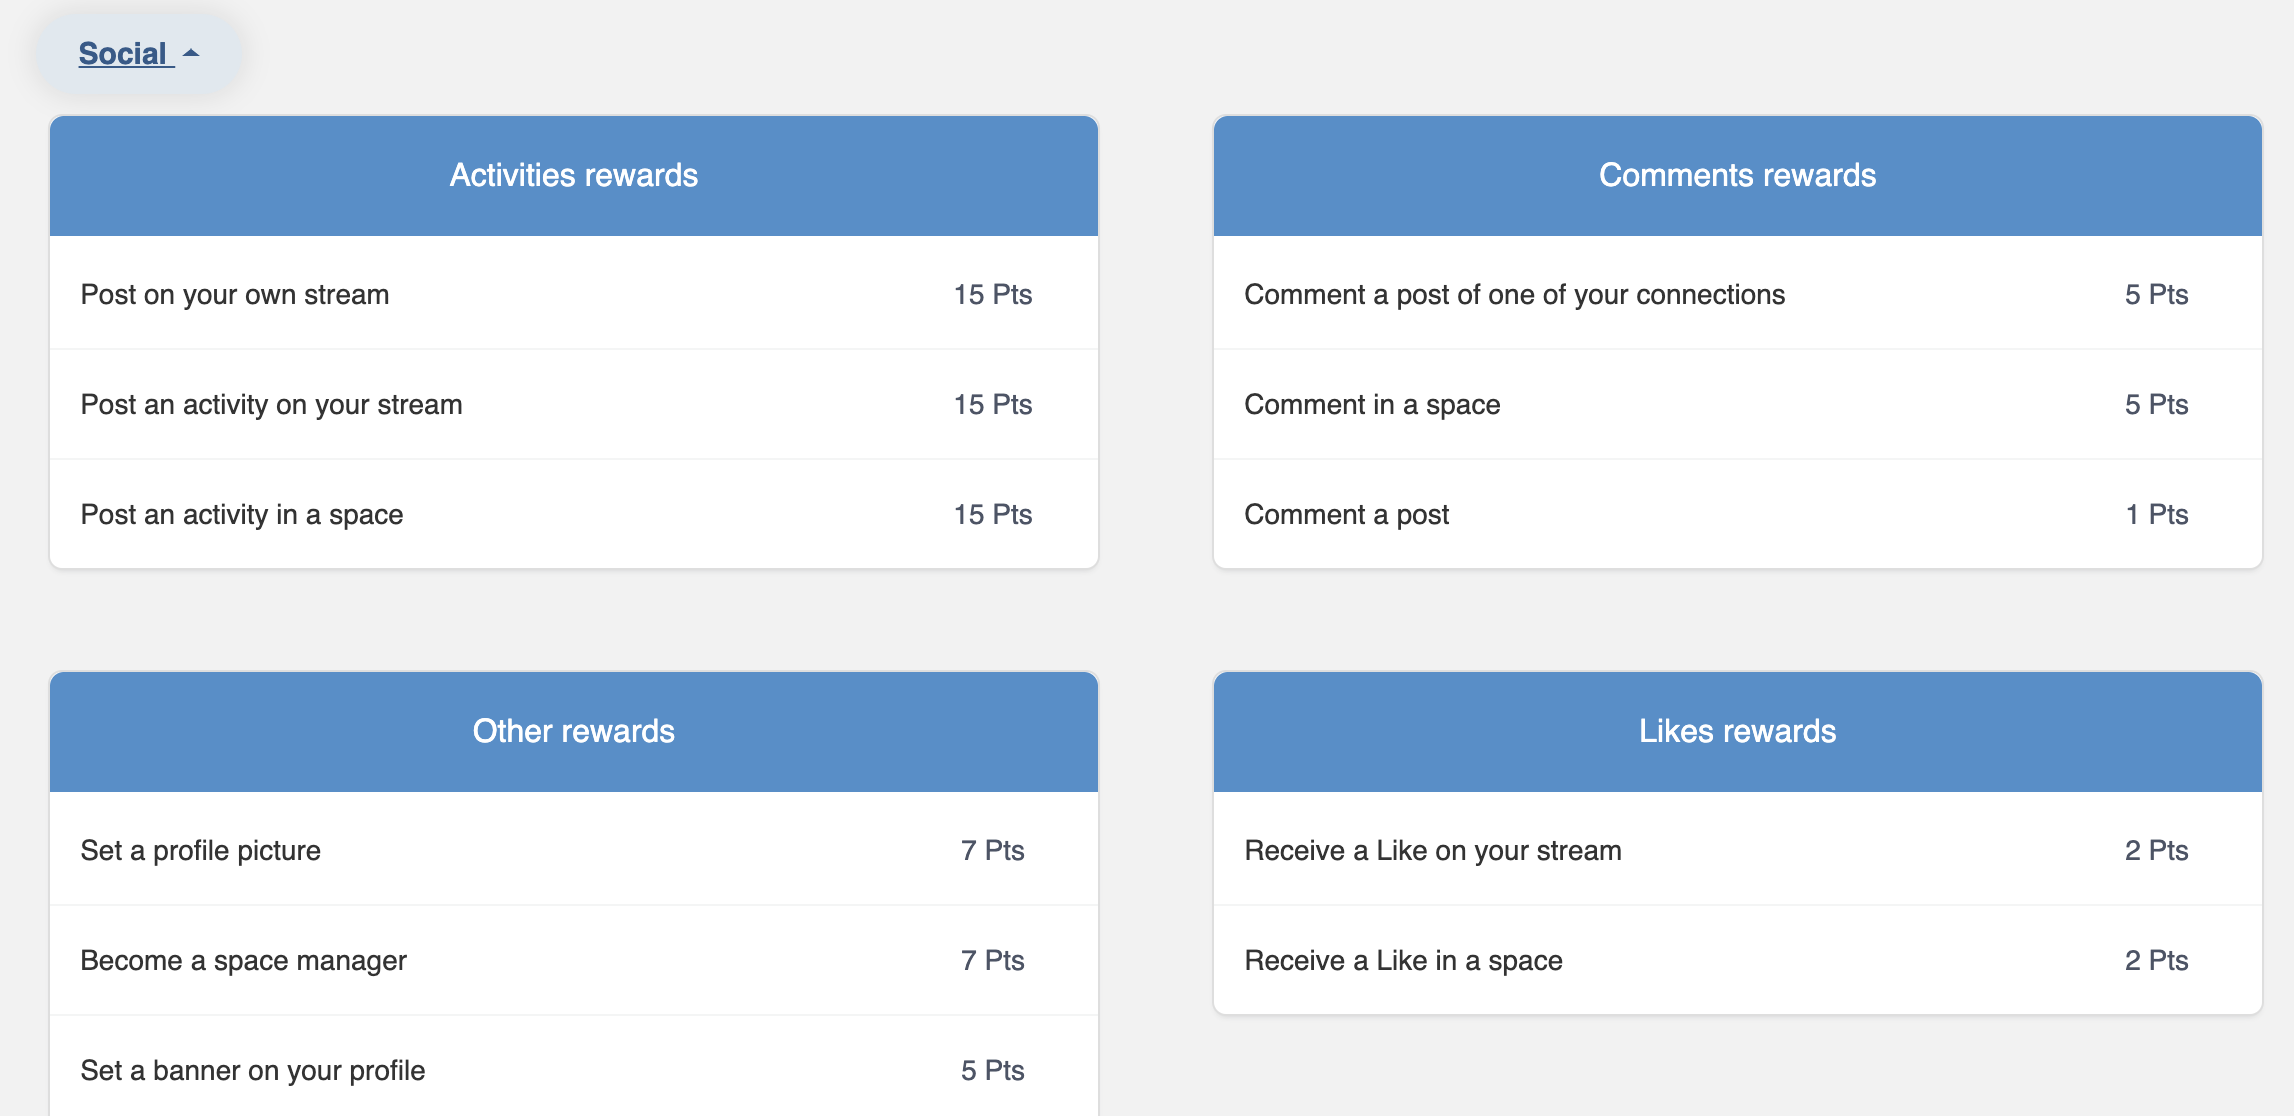 Social
Activities rewards
Post on your own stream 15 Pts
Post an activity on your stream 15 Pts
Post an activity in a space 15 Pts
Comments rewards
Comment a post of one of your connections 5 Pts
Comment in a space 5 Pts
Comment a post 1 Pts
Other rewards
Set a profile picture 7 Pts
Become a space manager 7 Pts
Set a banner on your profile 5 Pts
Likes rewards
Receive a Like on your stream 2 Pts
Receive a Like in a space 2 Pts